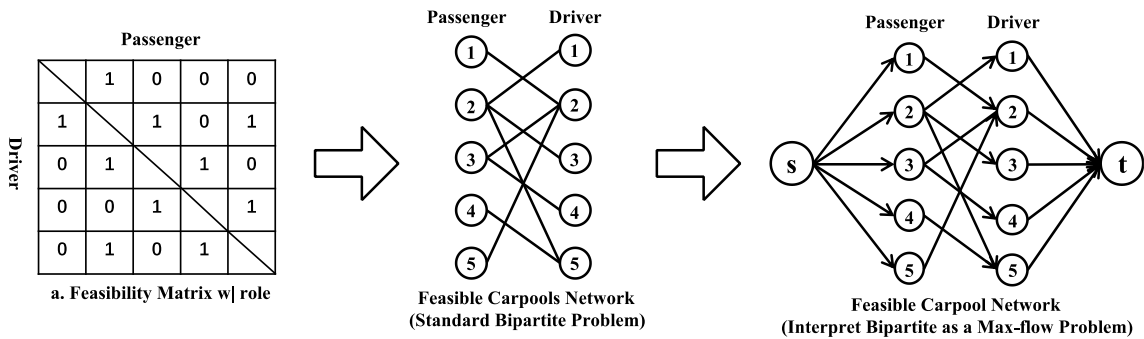 Passenger
Driver
1 0 0 0
1 1 0 1
0 1 1 0
0 0 1 1
0 1 0 1
a. Feasibility Matrix w| role
Passenger Driver
1 1
2 2
3 3
4 4
5 5
Feasible Carpools Network
(Standard Bipartite Problem)
Passenger Driver
1 1
2 2
s 3 3 t
4 4
5 5
Feasible Carpool Network
(Interpret Bipartite as a Max-flow Problem)